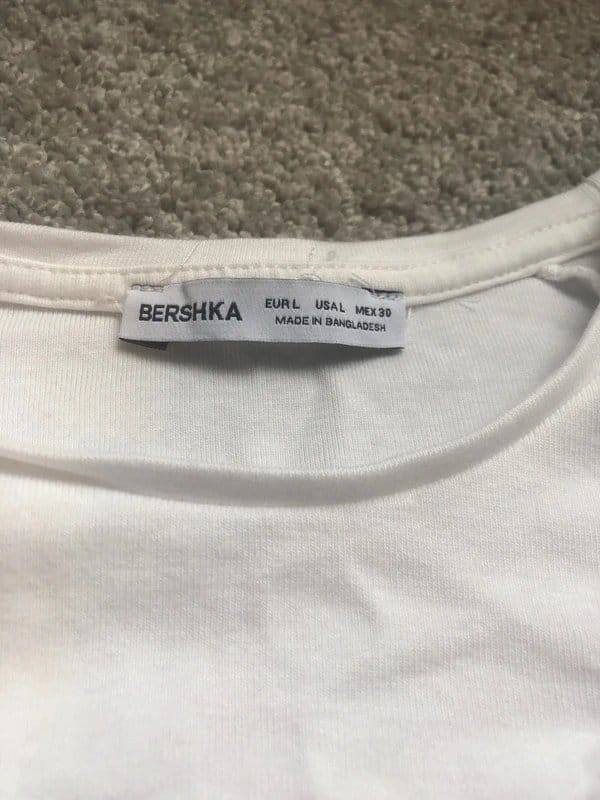 BERSHKA EUR L USA L MEX 30
MADE IN BANGLADESH